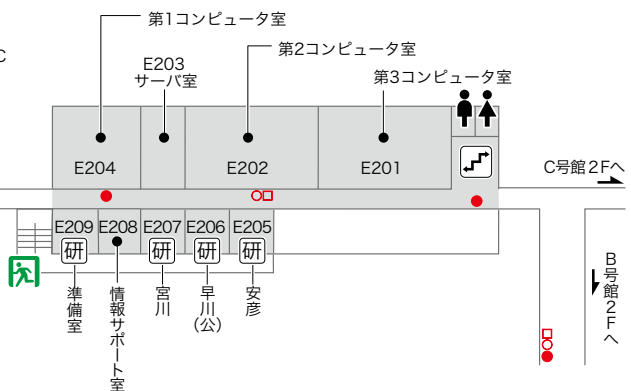 第1コンピュータ室
C
第2コンピュータ室
E203
サーバ室
第3コンピュータ室
E204
E202
E201
C号館2Fへ
E209
E208
E207
E206
E205
研
研
研
研
準備室
情報サポート室
宮川
早川(公)
安彦
B号館2Fへ